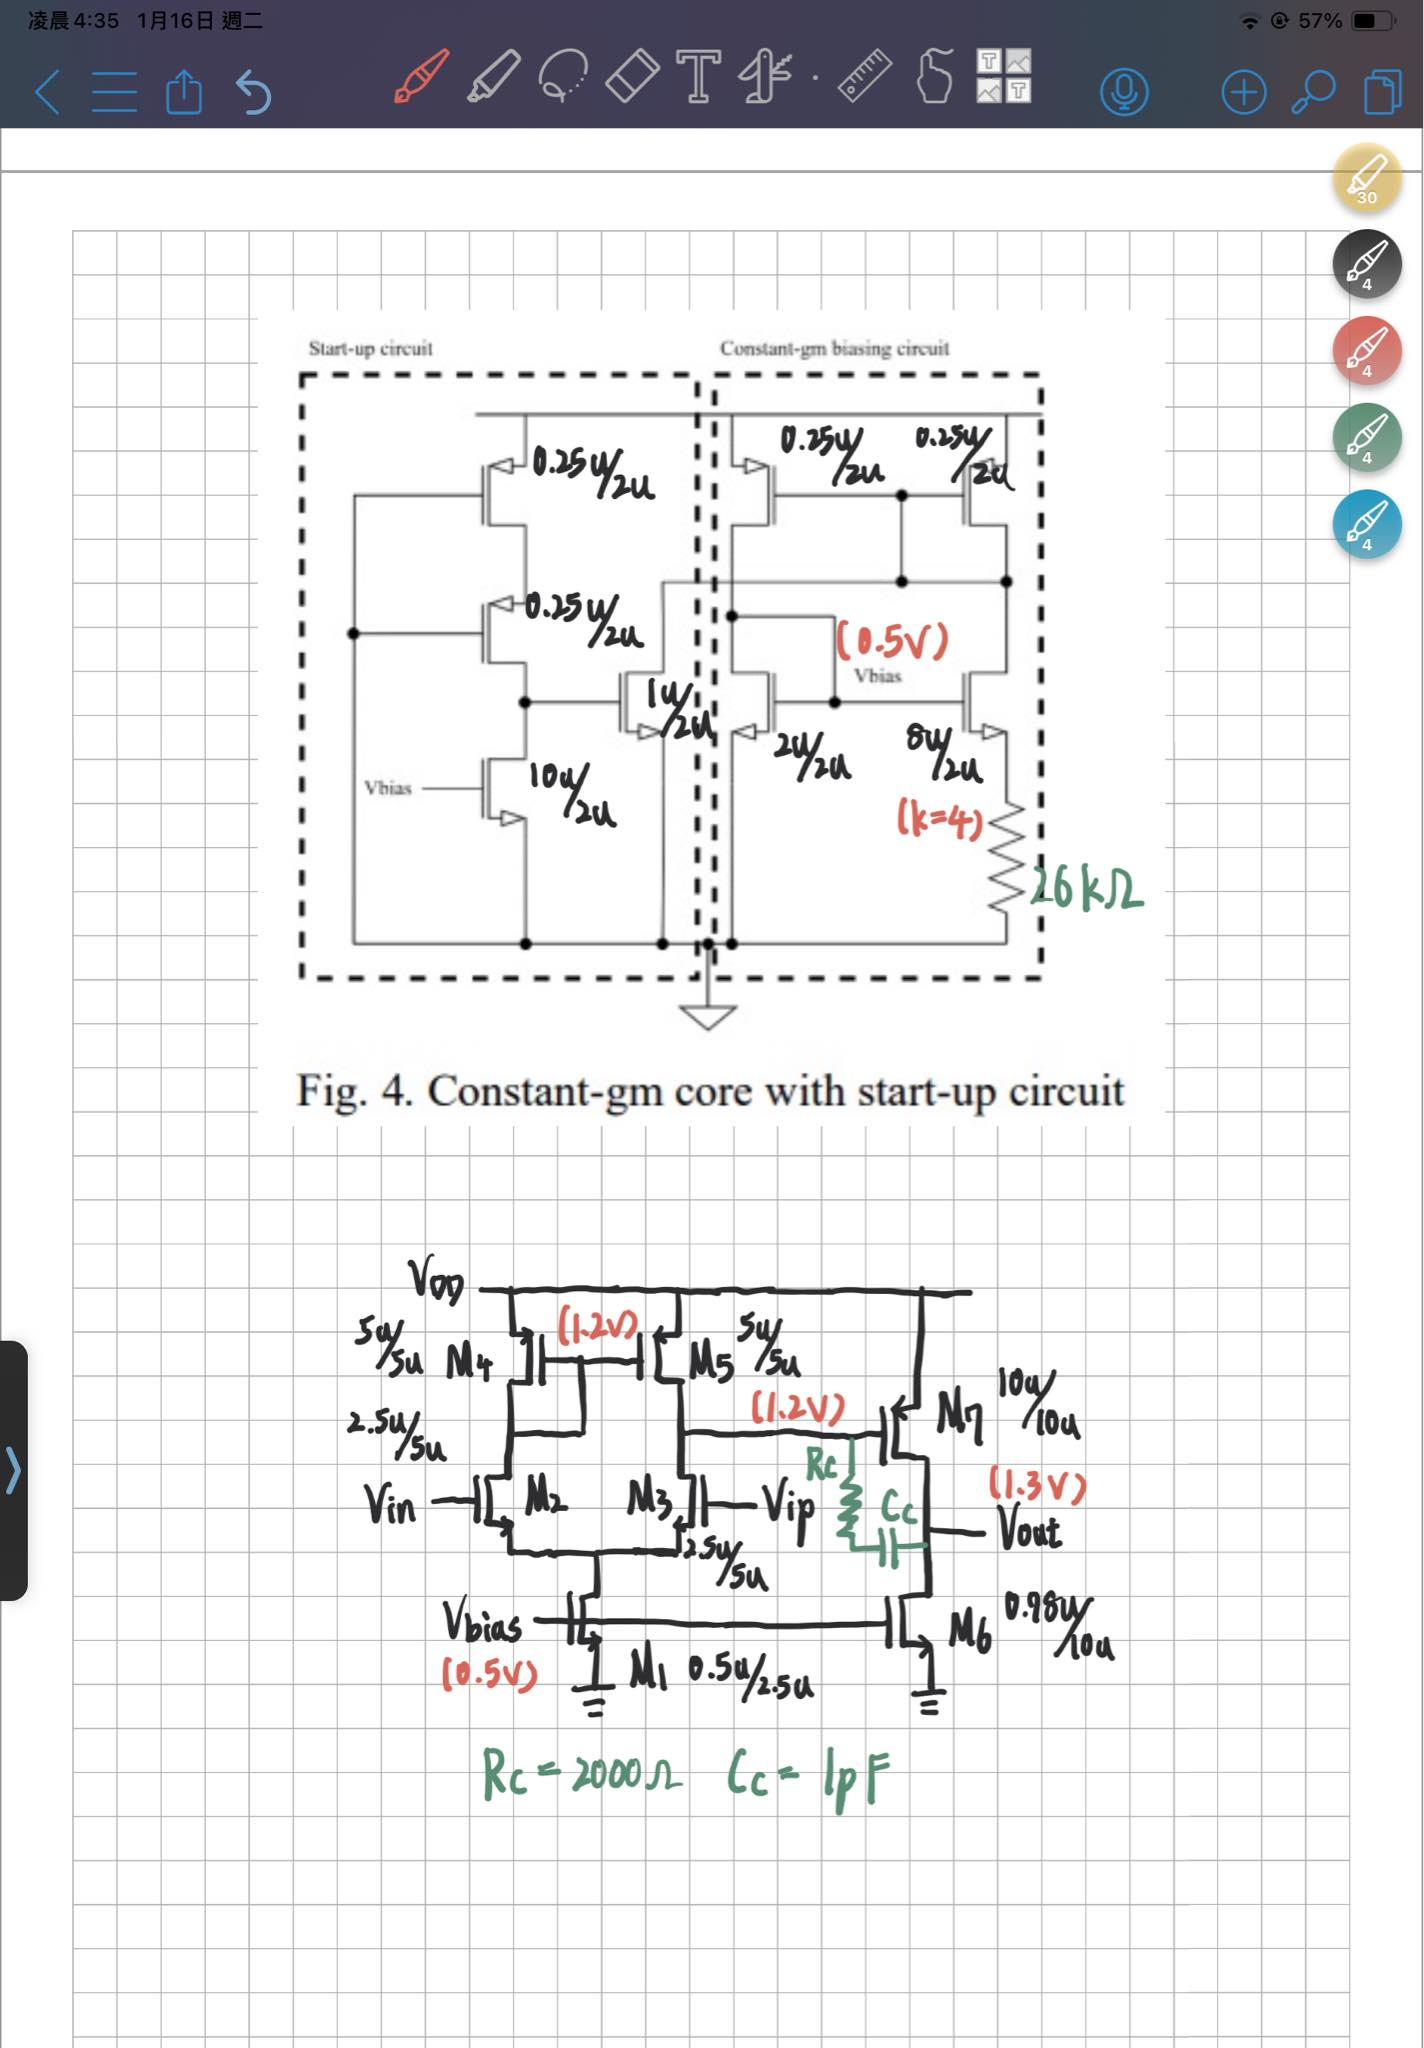 凌晨4:35 1月16日 週二
57%
30
4
4
4
4
Start-up circuit
Constant-gm biasing circuit
0.25u/2u
0.25u/2u
0.25u/2u
0.25u/2u
(0.5V)
Vbias
1u/2u
2u/2u
8u/2u
Vbias
10u/2u
(k=4)
26kΩ
Fig. 4. Constant-gm core with start-up circuit
VDD
5u/5u
M4
(1.2V)
M5
5u/5u
(1.2V)
M7
10u/10u
2.5u/5u
Rc
(1.3V)
Vin
M2
M3
Vip
Cc
Vout
2.5u/5u
Vbias
M6
0.98u/10u
(0.5V)
M1
0.5u/2.5u
Rc = 2000Ω Cc = 1pF